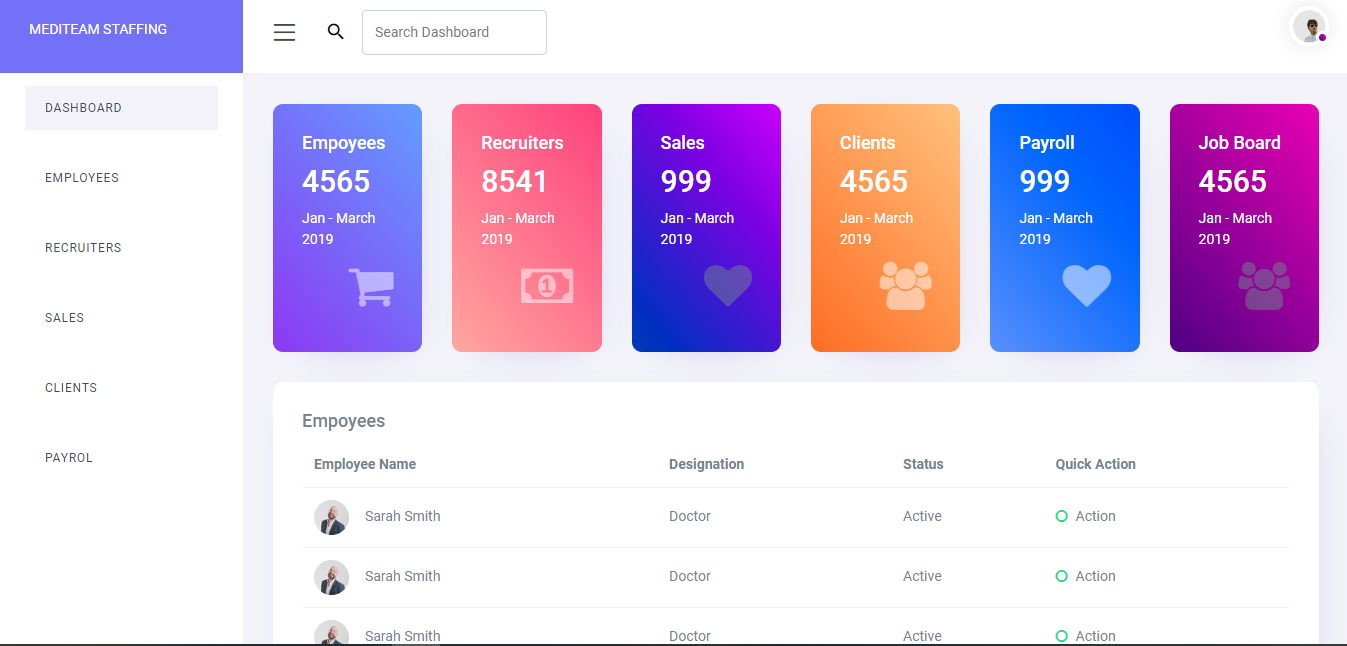 MEDITEAM STAFFING
Search Dashboard
DASHBOARD
EMPLOYEES
RECRUITERS
SALES
CLIENTS
PAYROL
Empoyees
4565
Jan - March
2019
Recruiters
8541
Jan - March
2019
1
Sales
999
Jan - March
2019
Clients
4565
Jan - March
2019
Payroll
999
Jan - March
2019
Job Board
4565
Jan - March
2019
Empoyees
Employee Name Designation Status Quick Action
Sarah Smith Doctor Active Action
Sarah Smith Doctor Active Action
Sarah Smith Doctor Active Action